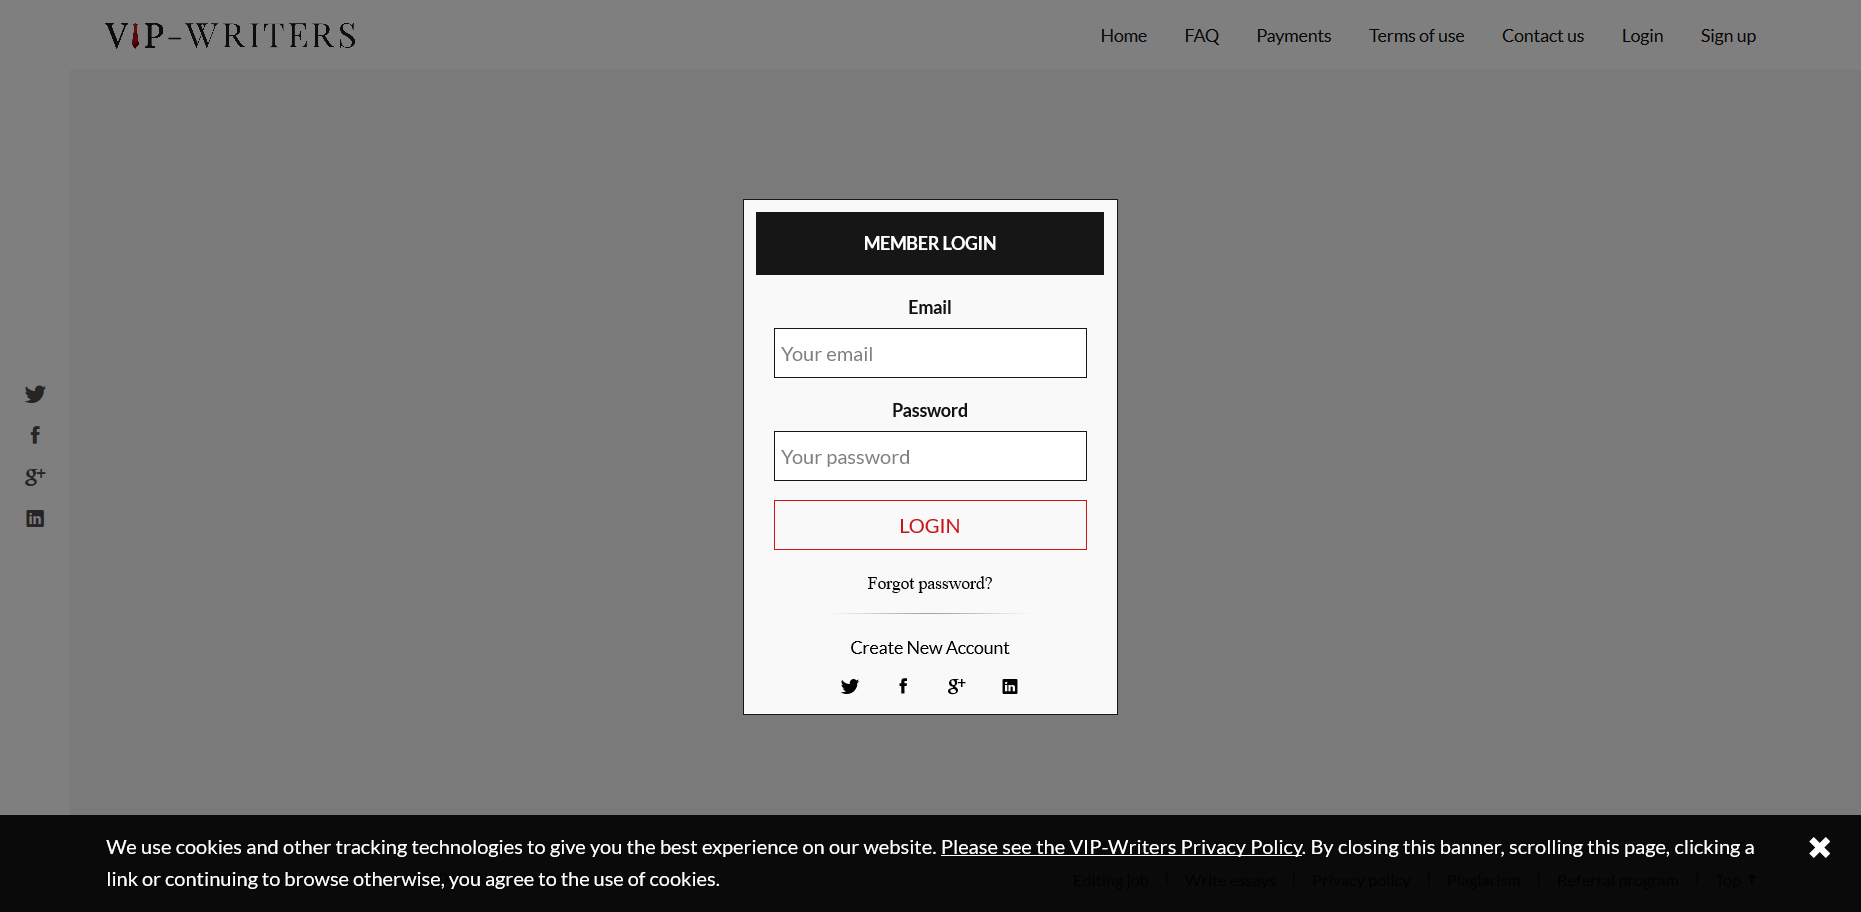 VIP-WRITERS
Home FAQ Payments Terms of use Contact us Login Sign up
MEMBER LOGIN
Email
Your email
Password
Your password
LOGIN
Forgot password?
Create New Account
We use cookies and other tracking technologies to give you the best experience on our website. Please see the VIP-Writers Privacy Policy. By closing this banner, scrolling this page, clicking a
link or continuing to browse otherwise, you agree to the use of cookies.
Editing job | Write essays | Privacy policy | Plagiarism | Referral program | Top